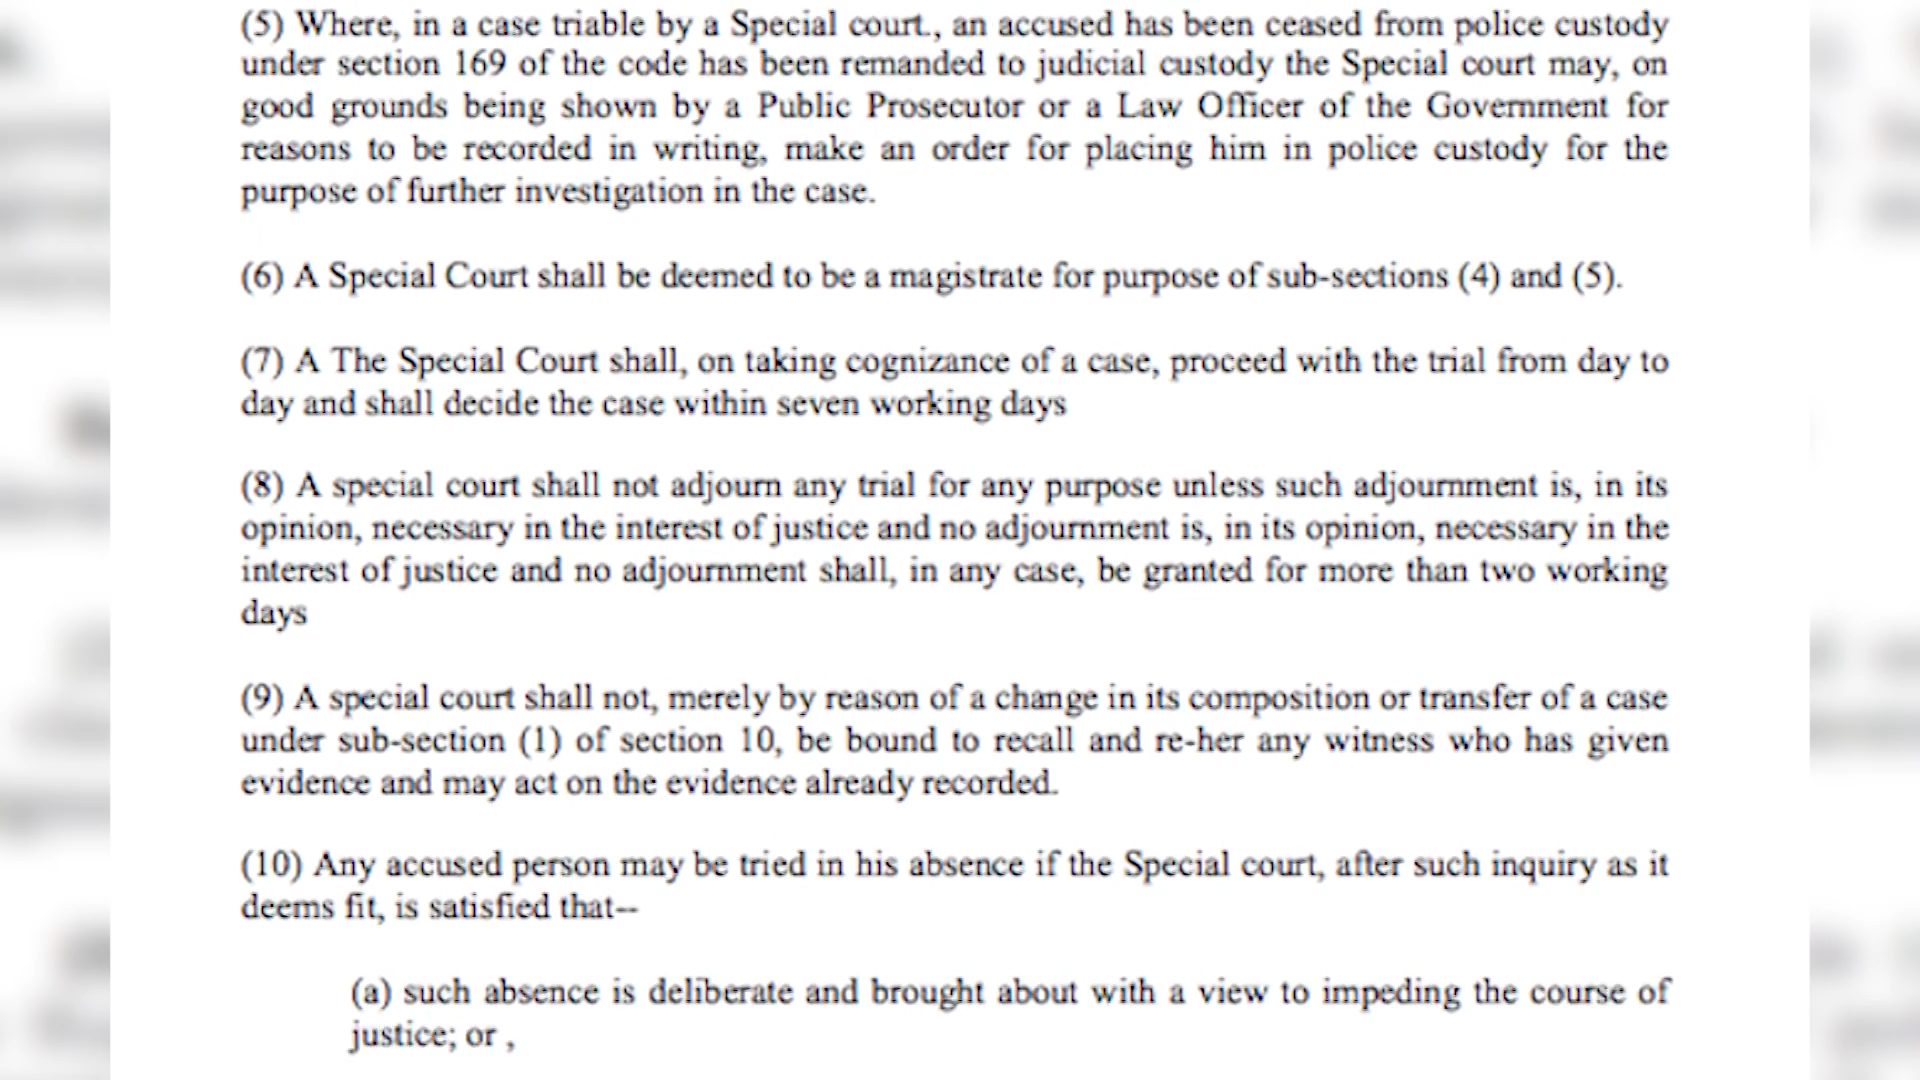 (5) Where, in a case triable by a Special court., an accused has been ceased from police custody
under section 169 of the code has been remanded to judicial custody the Special court may, on
good grounds being shown by a Public Prosecutor or a Law Officer of the Government for
reasons to be recorded in writing, make an order for placing him in police custody for the
purpose of further investigation in the case.
(6) A Special Court shall be deemed to be a magistrate for purpose of sub-sections (4) and (5).
(7) A The Special Court shall, on taking cognizance of a case, proceed with the trial from day to
day and shall decide the case within seven working days
(8) A special court shall not adjourn any trial for any purpose unless such adjournment is, in its
opinion, necessary in the interest of justice and no adjournment is, in its opinion, necessary in the
interest of justice and no adjournment shall, in any case, be granted for more than two working
days
(9) A special court shall not, merely by reason of a change in its composition or transfer of a case
under sub-section (1) of section 10, be bound to recall and re-her any witness who has given
evidence and may act on the evidence already recorded.
(10) Any accused person may be tried in his absence if the Special court, after such inquiry as it
deems fit, is satisfied that--
(a) such absence is deliberate and brought about with a view to impeding the course of
justice; or ,